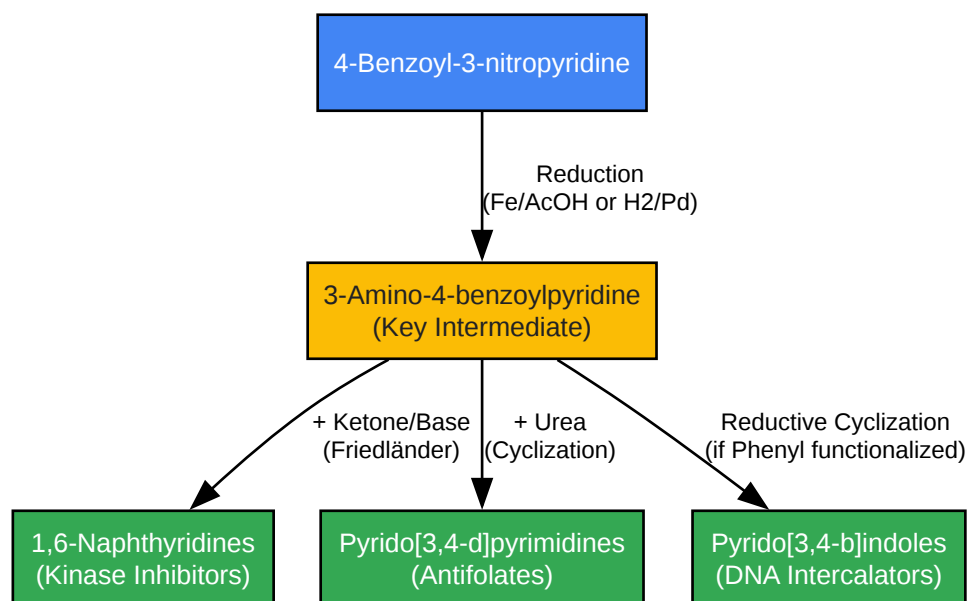 4-Benzoyl-3-nitropyridine
Reduction
(Fe/AcOH or H2/Pd)
3-Amino-4-benzoylpyridine
(Key Intermediate)
+ Ketone/Base
(Friedländer)
+ Urea
(Cyclization)
Reductive Cyclization
(if Phenyl functionalized)
1,6-Naphthyridines
(Kinase Inhibitors)
Pyrido[3,4-d]pyrimidines
(Antifolates)
Pyrido[3,4-b]indoles
(DNA Intercalators)